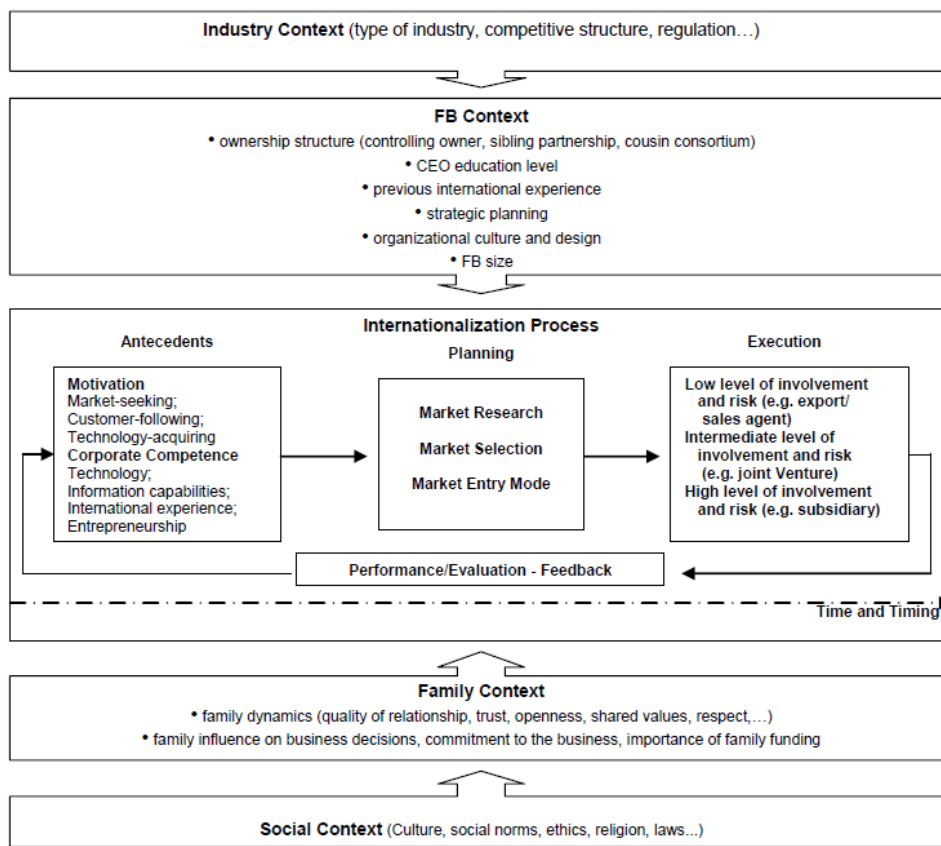 Industry Context (type of industry, competitive structure, regulation…)
FB Context
• ownership structure (controlling owner, sibling partnership, cousin consortium)
• CEO education level
• previous international experience
• strategic planning
• organizational culture and design
• FB size
Internationalization Process
Antecedents
Planning
Execution
Motivation
Market-seeking;
Customer-following;
Technology-acquiring
Corporate Competence
Technology;
Information capabilities;
International experience;
Entrepreneurship
Market Research
Market Selection
Market Entry Mode
Low level of involvement
and risk (e.g. export/
sales agent)
Intermediate level of
involvement and risk
(e.g. joint Venture)
High level of involvement
and risk (e.g. subsidiary)
Performance/Evaluation - Feedback
Time and Timing
Family Context
• family dynamics (quality of relationship, trust, openness, shared values, respect,…)
• family influence on business decisions, commitment to the business, importance of family funding
Social Context (Culture, social norms, ethics, religion, laws...)